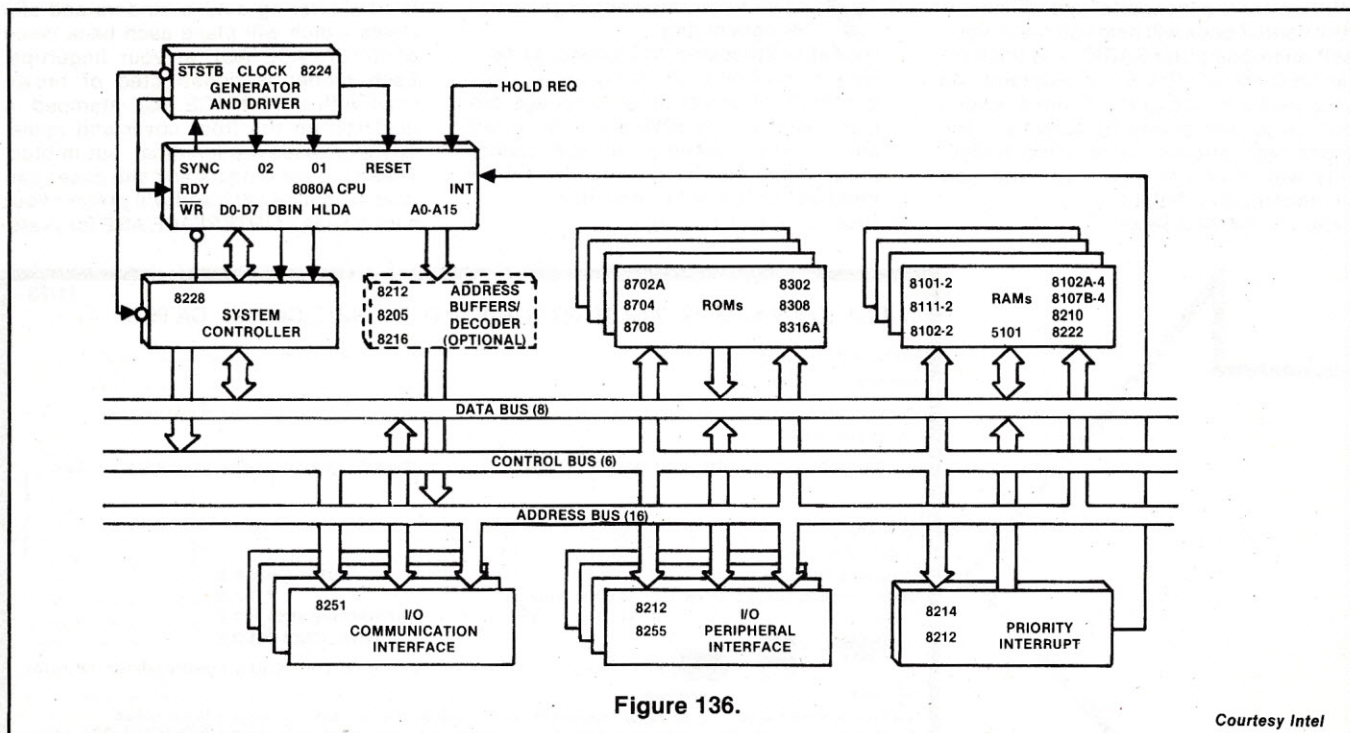 STSTB CLOCK 8224
GENERATOR
AND DRIVER
HOLD REQ
SYNC 02 01 RESET
RDY 8080A CPU INT
WR D0-D7 DBIN HLDA A0-A15
8228
SYSTEM
CONTROLLER
8212 ADDRESS
8205 BUFFERS/
DECODER
8216 (OPTIONAL)
8702A 8302
8704 ROMs 8308
8708 8316A
8101-2 8102A-4
8111-2 RAMs 8107B-4
8210
8102-2 5101 8222
DATA BUS (8)
CONTROL BUS (6)
ADDRESS BUS (16)
8251 I/O
COMMUNICATION
INTERFACE
8212 I/O
8255 PERIPHERAL
INTERFACE
8214
8212 PRIORITY
INTERRUPT
Figure 136.
Courtesy Intel